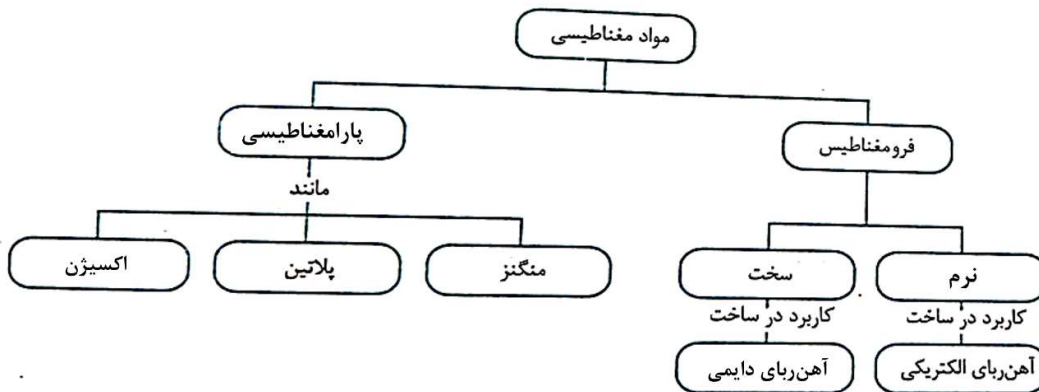 مواد مغناطیسی
فرومغناطیس
پارامغناطیسی
مانند
نرم
سخت
منگنز
پلاتین
اکسیژن
کاربرد در ساخت
کاربرد در ساخت
آهن‌ربای الکتریکی
آهن‌ربای دایمی